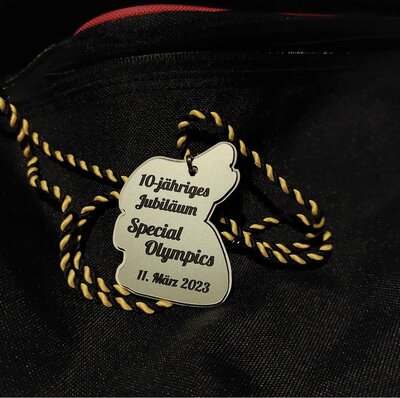 10-jähriges
Jubiläum
Special
Olympics
11. März 2023